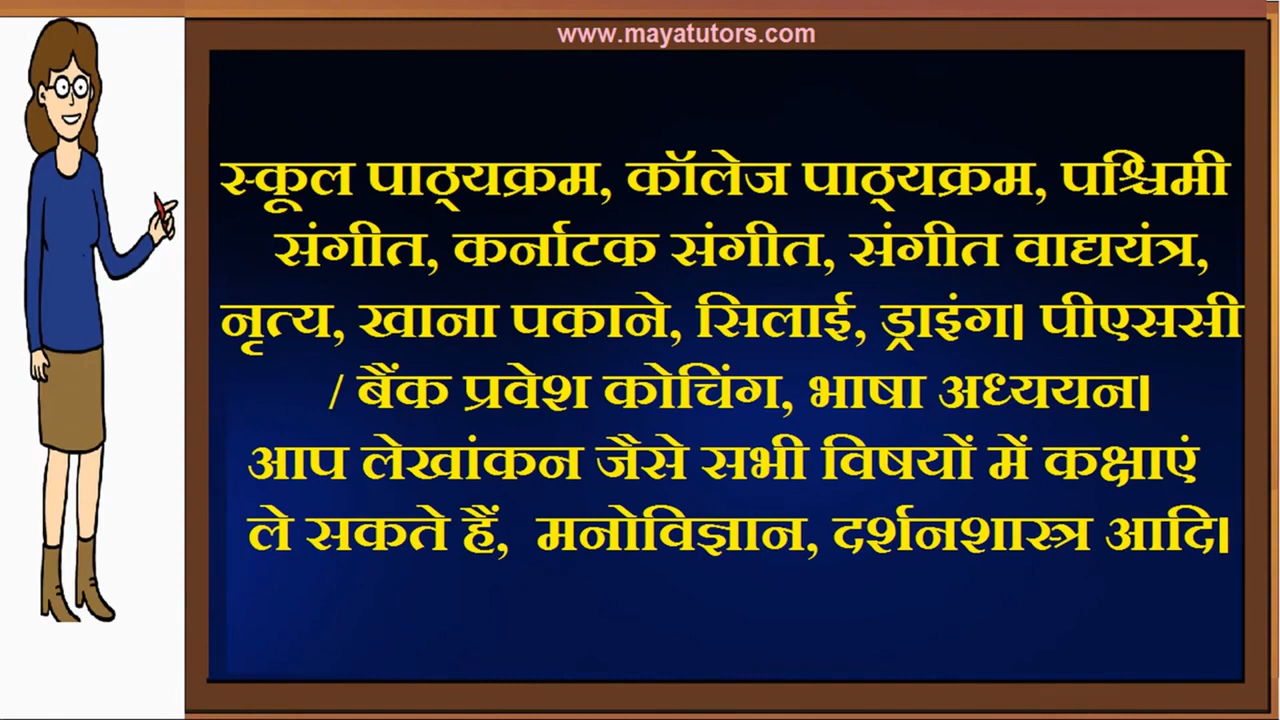 www.mayatutors.com
स्कूल पाठ्यक्रम, कॉलेज पाठ्यक्रम, पश्चिमी
संगीत, कर्नाटक संगीत, संगीत वाद्ययंत्र,
नृत्य, खाना पकाने, सिलाई, ड्राइंग। पीएससी
/ बैंक प्रवेश कोचिंग, भाषा अध्ययन।
आप लेखांकन जैसे सभी विषयों में कक्षाएं
ले सकते हैं, मनोविज्ञान, दर्शनशास्त्र आदि।